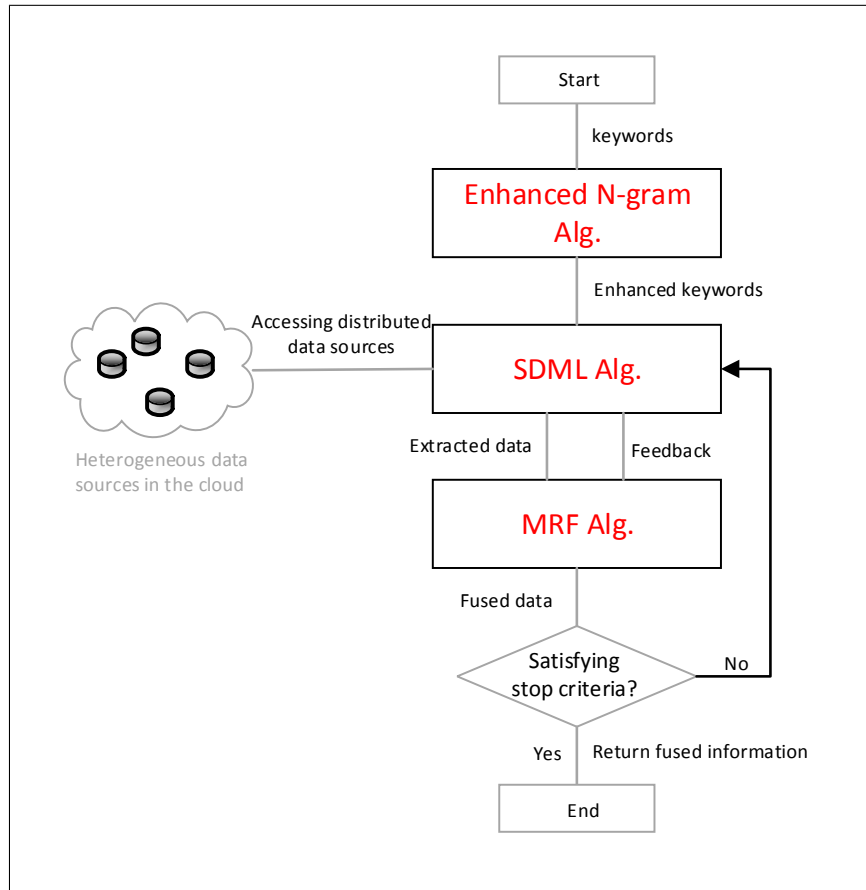 Start
keywords
Enhanced N-gram
Alg.
Enhanced keywords
Accessing distributed
data sources
SDML Alg.
Heterogeneous data
sources in the cloud
Extracted data
Feedback
MRF Alg.
Fused data
Satisfying
stop criteria?
No
Yes
Return fused information
End